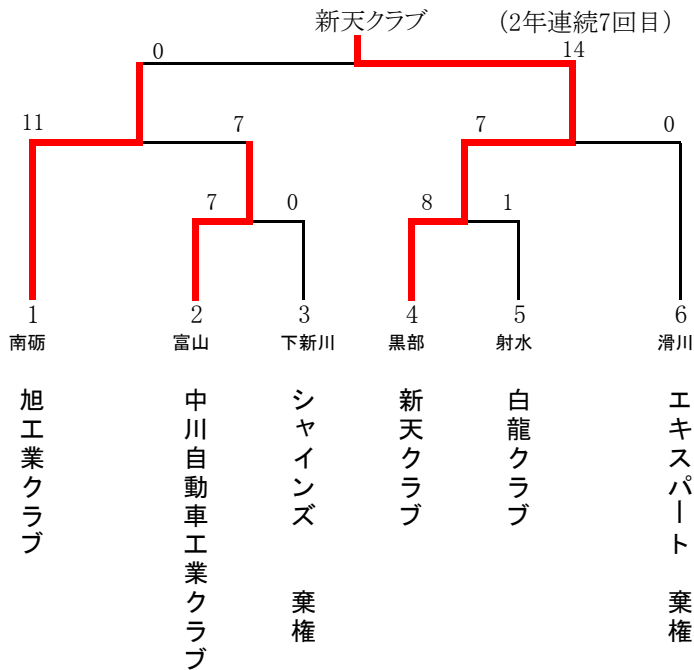 新天クラブ (2年連続7回目)
0 14
11 7 7 0
7 0 8 1
1 2 3 4 5 6
南砺 富山 下新川 黒部 射水 滑川
旭工業クラブ
中川自動車工業クラブ
シャインズ 棄権
新天クラブ
白龍クラブ
エキスパート 棄権